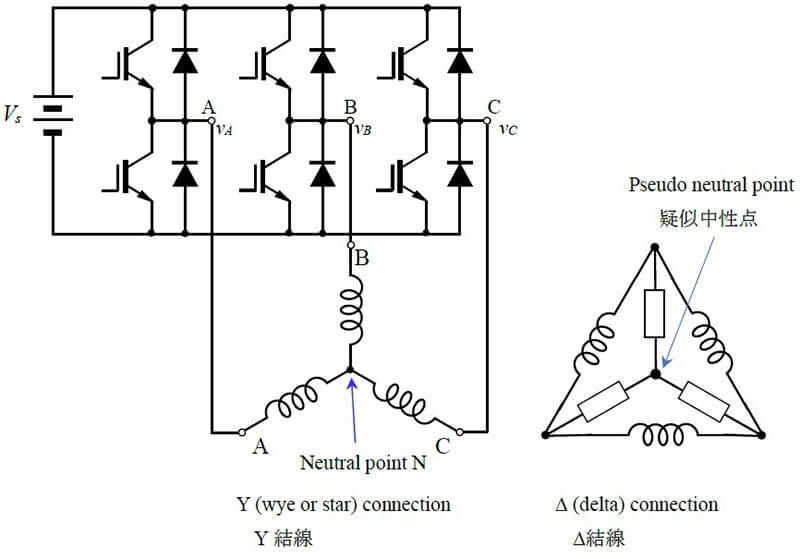 A
B
C
Vs
vA
vB
vC
Pseudo neutral point
疑似中性点
B
A
C
Neutral point N
Y (wye or star) connection
Δ (delta) connection
Y 結線
Δ結線